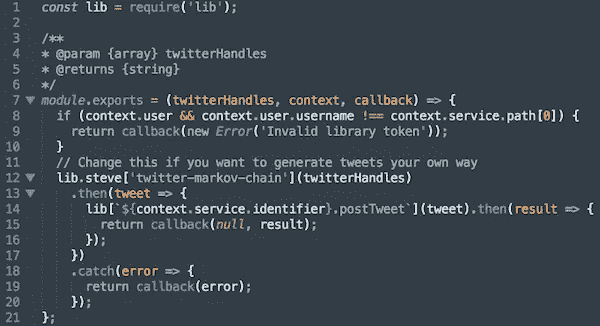 1 const lib = require('lib');
2
3 /**
4 * @param {array} twitterHandles
5 * @returns {string}
6 */
7 module.exports = (twitterHandles, context, callback) => {
8 if (context.user && context.user.username !== context.service.path[0]) {
9 return callback(new Error('Invalid library token'));
10 }
11 // Change this if you want to generate tweets your own way
12 lib.steve['twitter-markov-chain'](twitterHandles)
13 .then(tweet => {
14 lib[`${context.service.identifier}.postTweet`](tweet).then(result => {
15 return callback(null, result);
16 });
17 })
18 .catch(error => {
19 return callback(error);
20 });
21 };